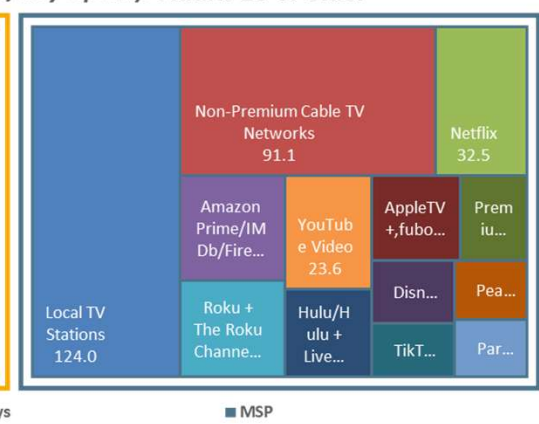 Non-Premium Cable TV
Networks
91.1
Netflix
32.5
Amazon
Prime/IM
Db/Fire...
YouTub
e Video
23.6
AppleTV
+,fubo...
Prem
iu...
Local TV
Stations
124.0
Roku +
The Roku
Channe...
Hulu/H
ulu +
Live...
Disn...
Pea...
TikT...
Par...
ys
MSP